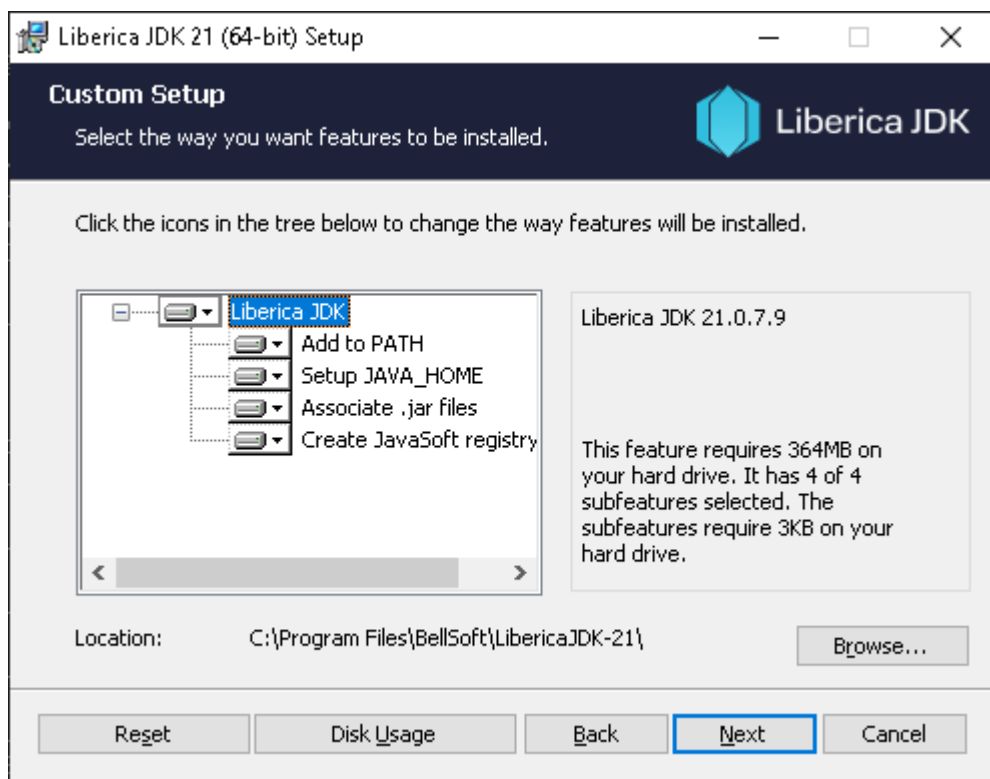 Liberica JDK 21 (64-bit) Setup
Custom Setup
Select the way you want features to be installed.
Liberica JDK
Click the icons in the tree below to change the way features will be installed.
Liberica JDK
Add to PATH
Setup JAVA_HOME
Associate .jar files
Create JavaSoft registry
Liberica JDK 21.0.7.9
This feature requires 364MB on
your hard drive. It has 4 of 4
subfeatures selected. The
subfeatures require 3KB on your
hard drive.
Location: C:\Program Files\BellSoft\LibericaJDK-21\
Browse...
Reset Disk Usage Back Next Cancel